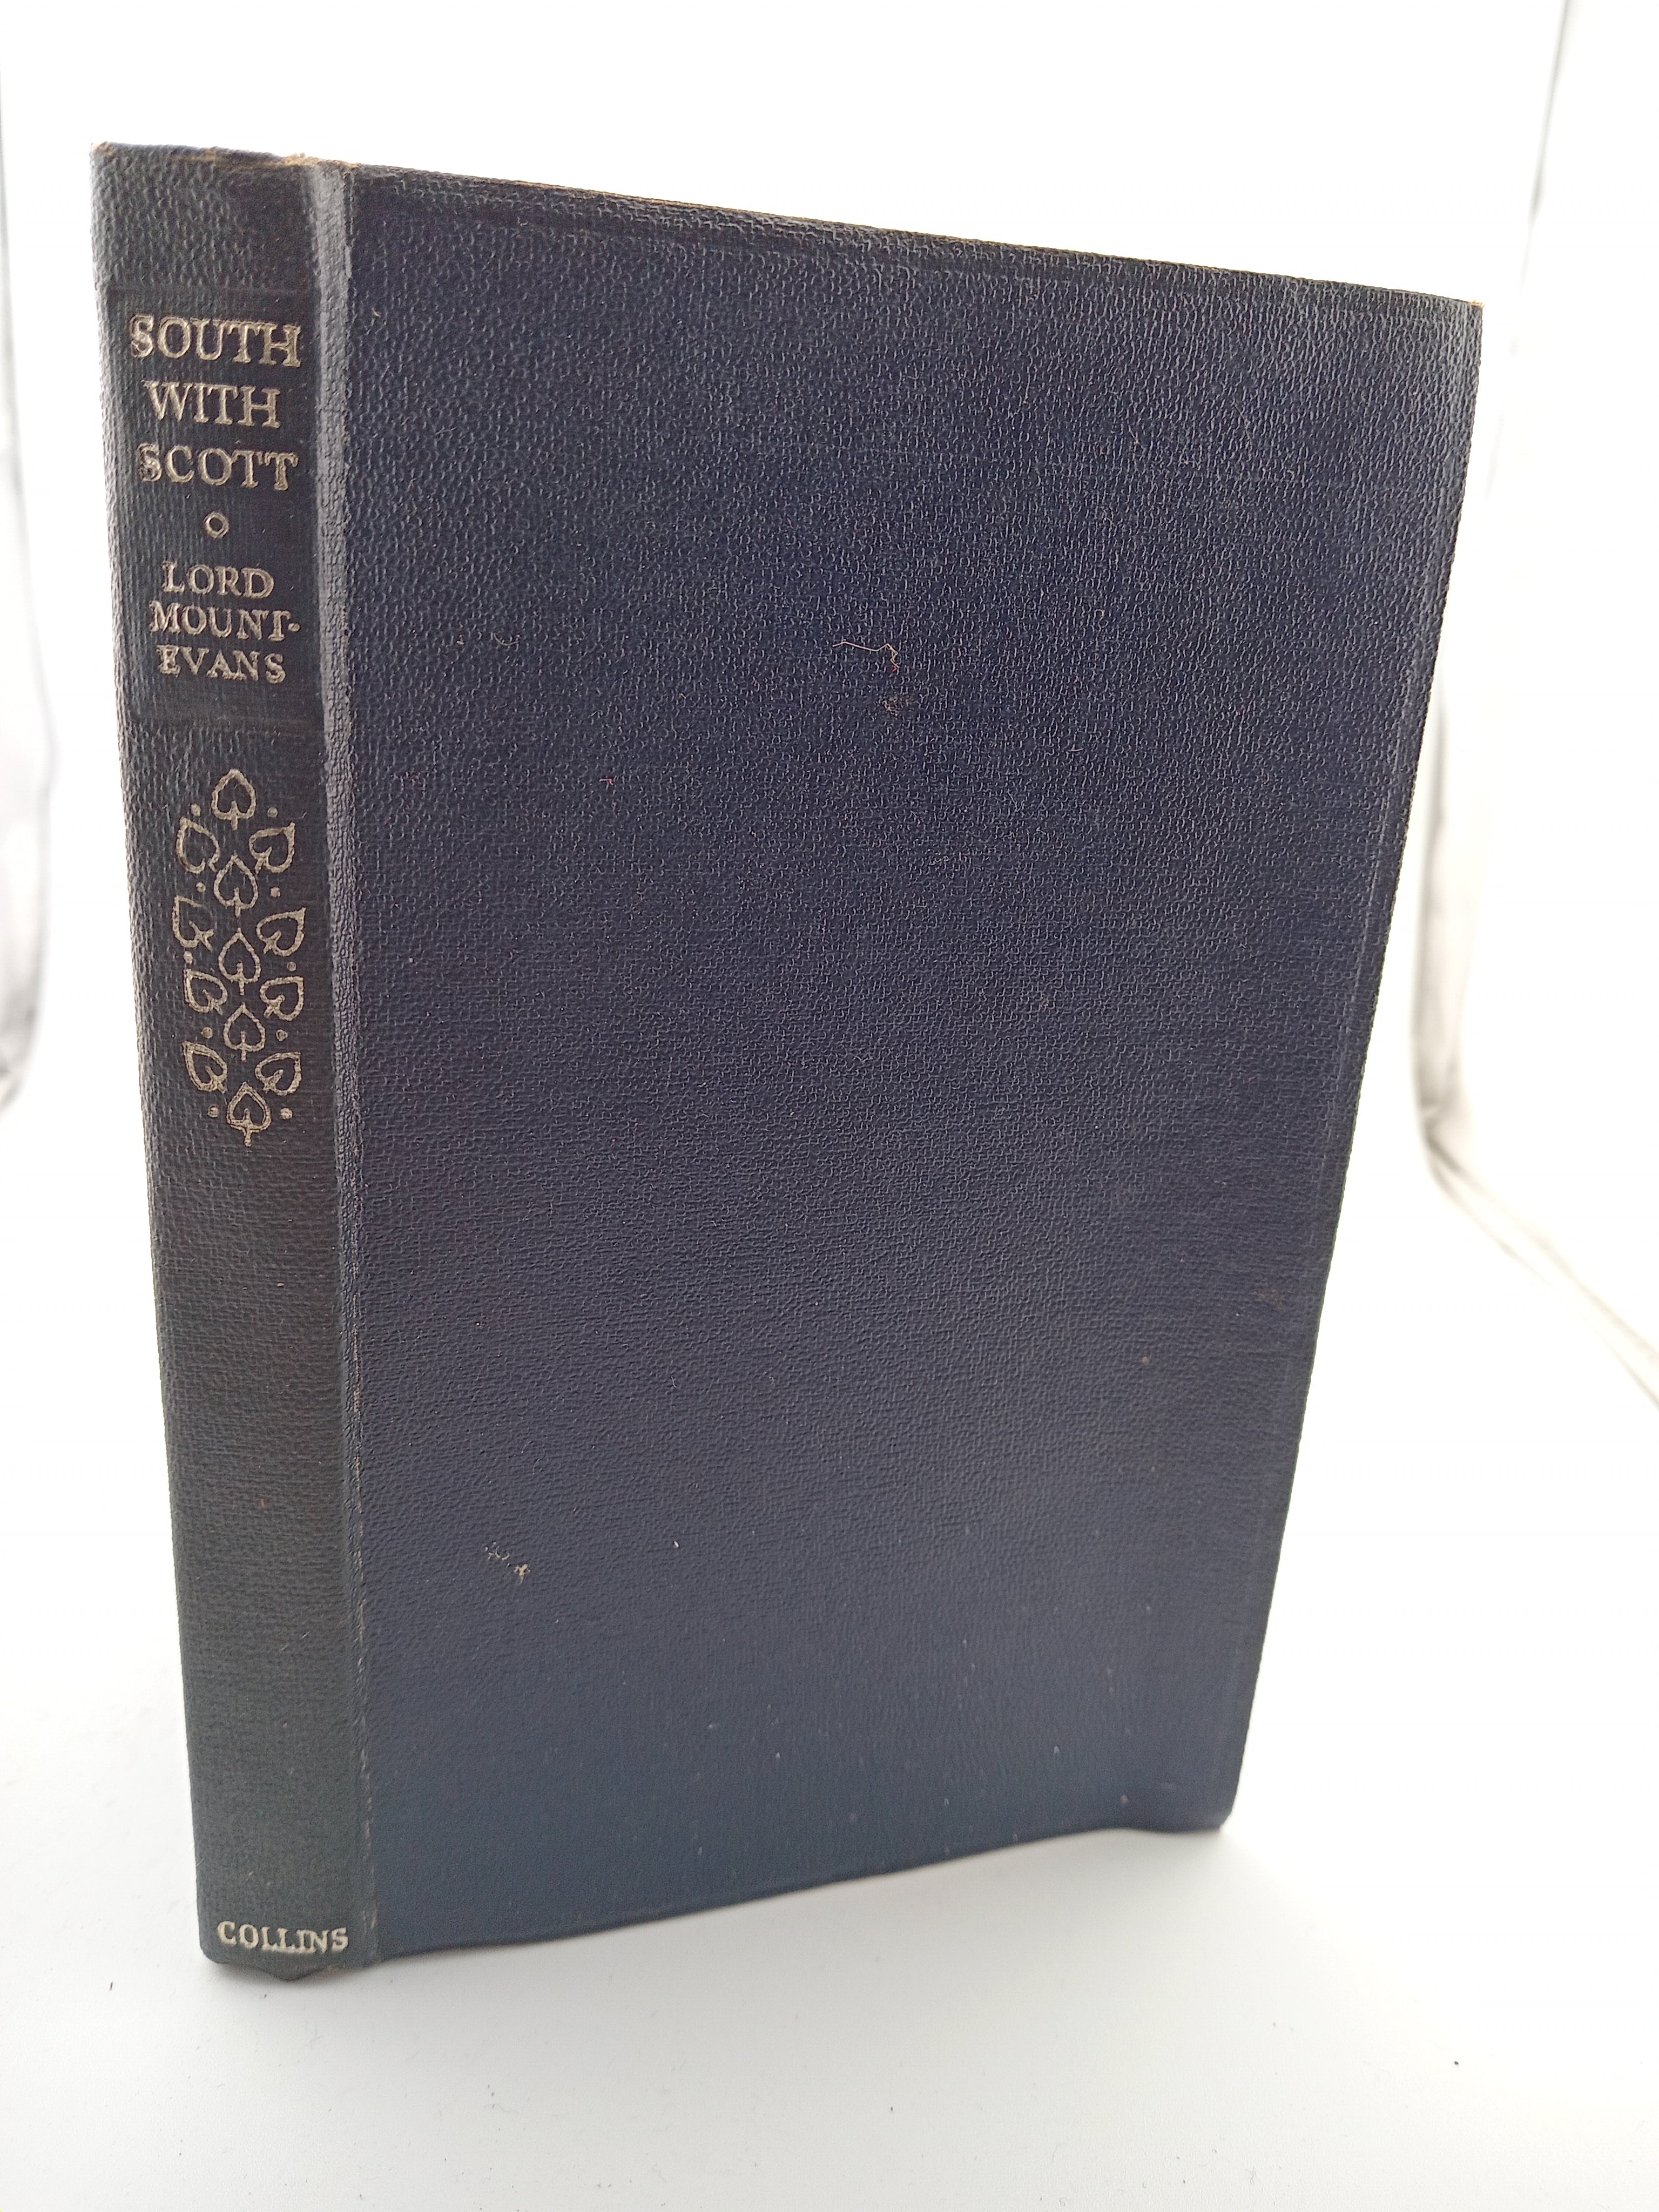 SOUTH
WITH
SCOTT
LORD
MOUNT-
EVANS
COLLINS